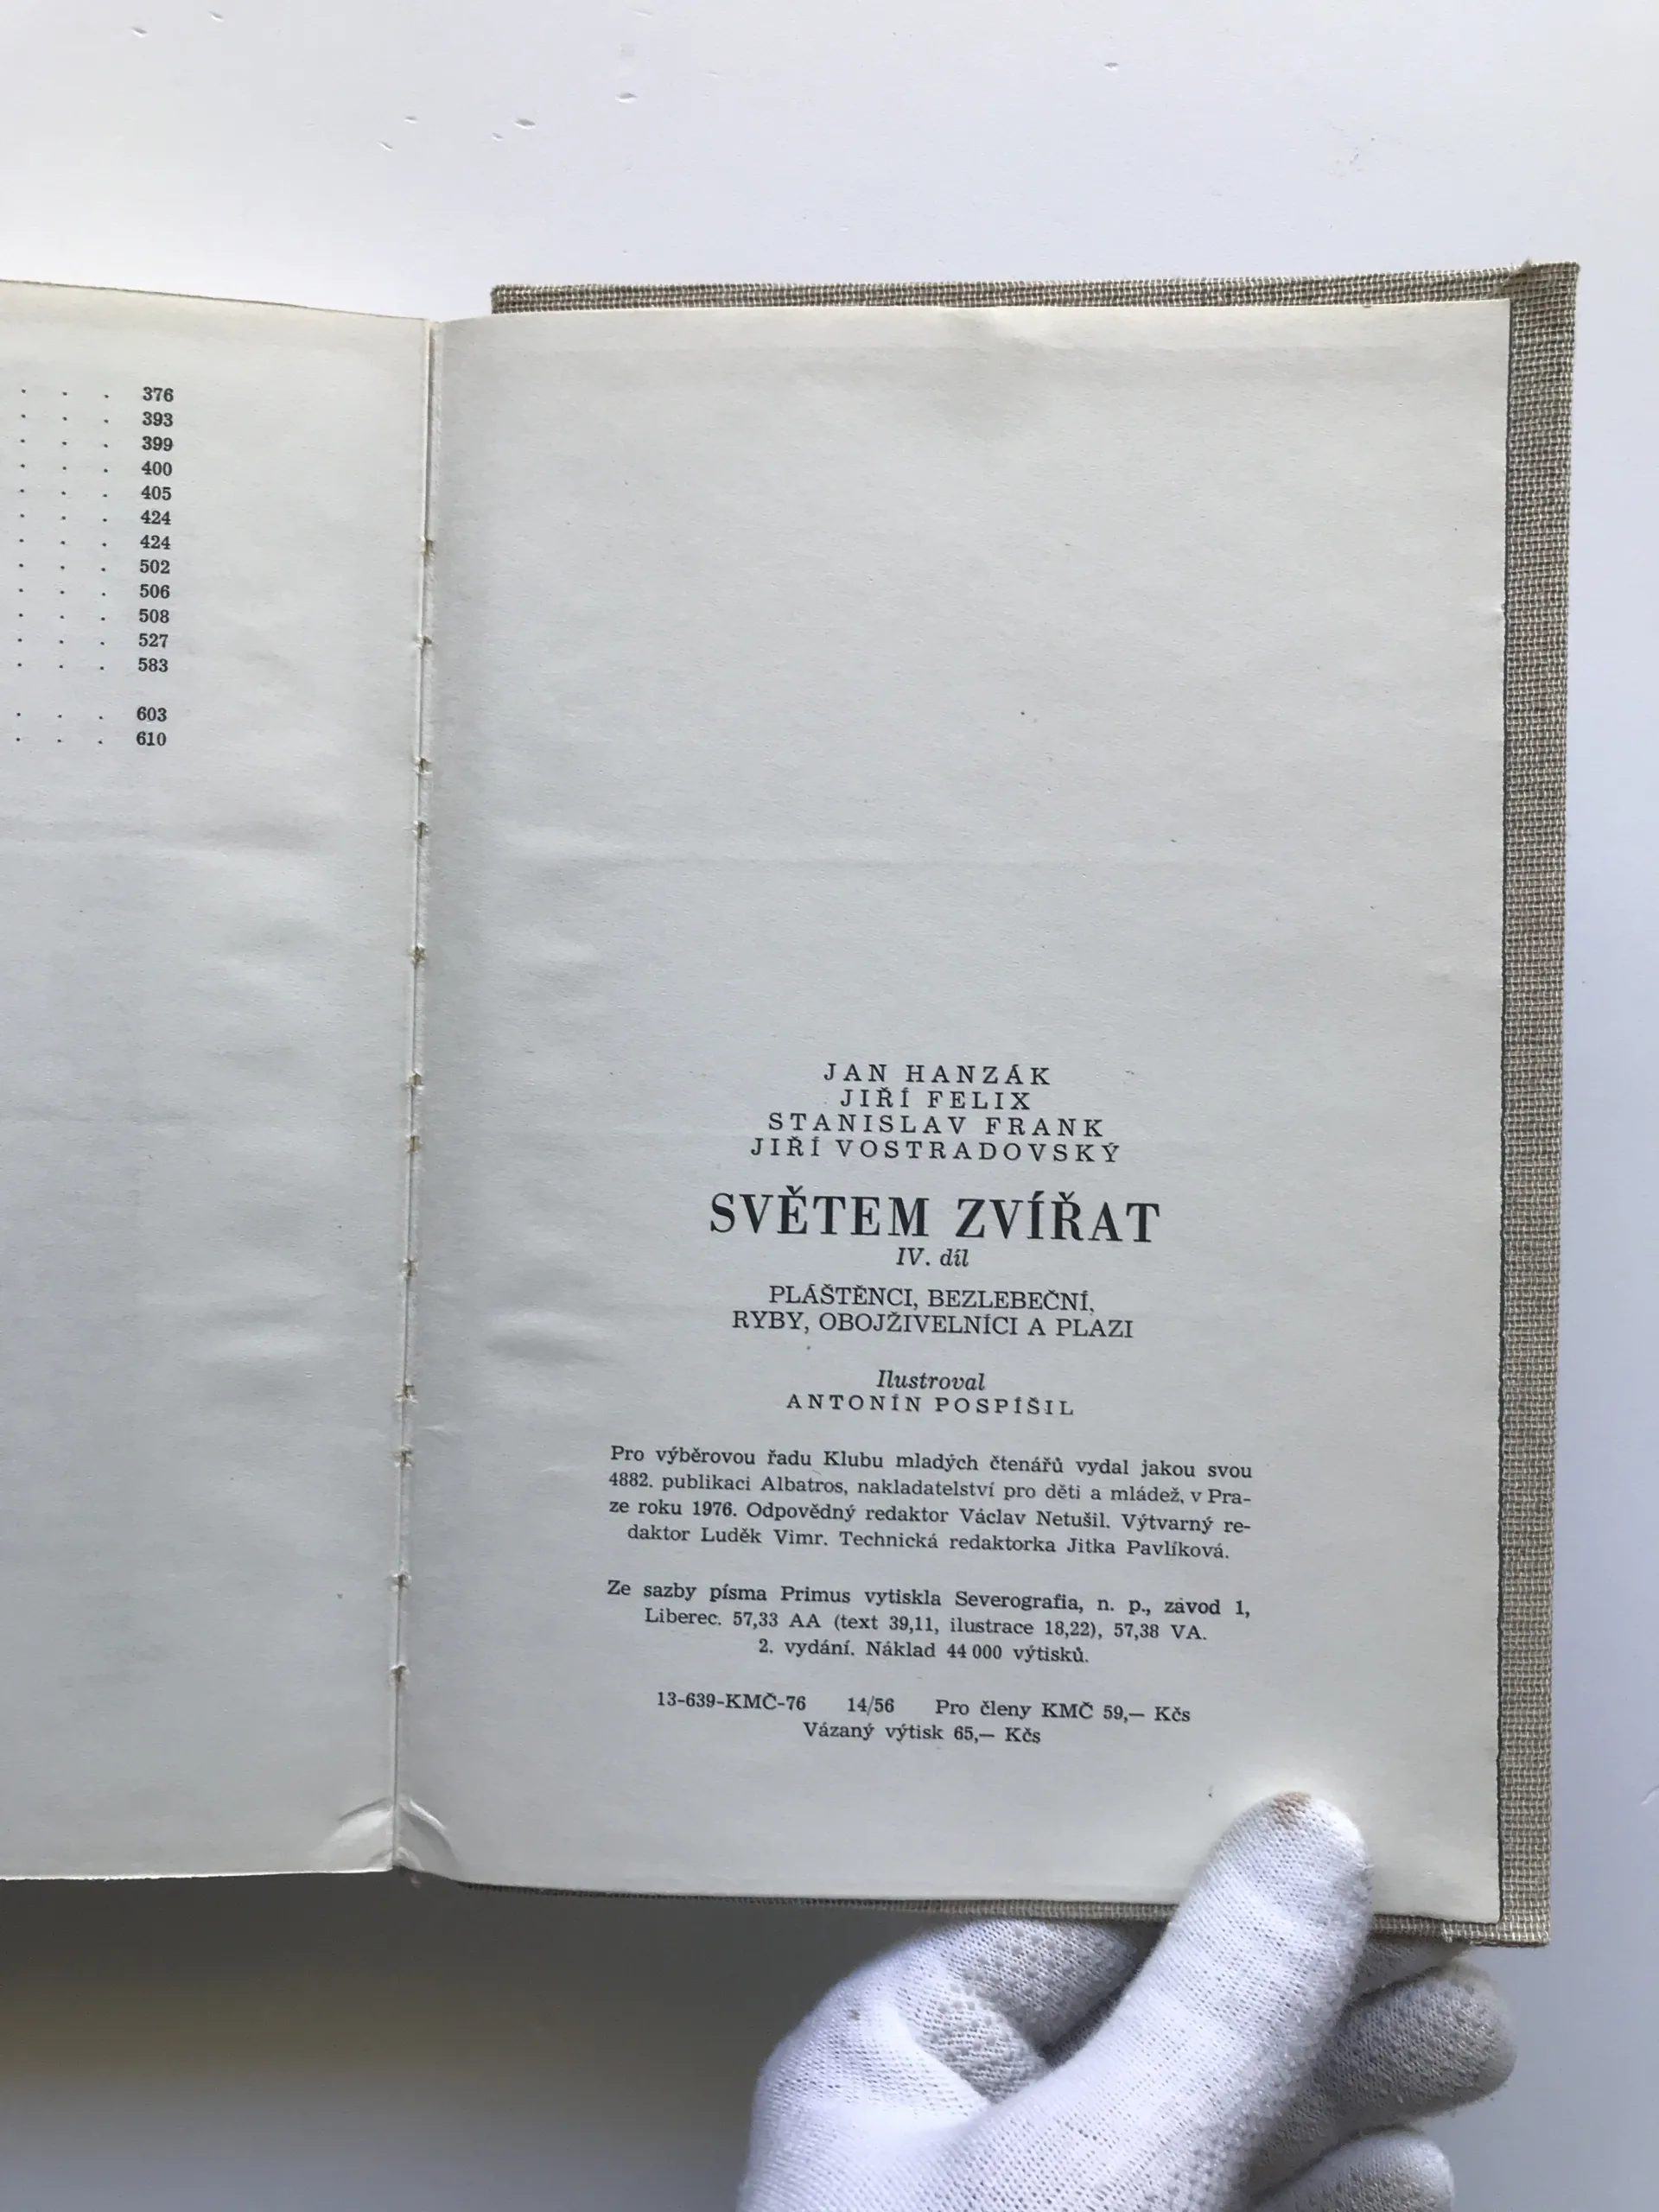 . . . 376
. . . 393
. . . 399
. . . 400
. . . 405
. . . 424
. . . 424
. . . 502
. . . 506
. . . 508
. . . 527
. . . 583
. . . 603
. . . 610
JAN HANZÁK
JIŘÍ FELIX
STANISLAV FRANK
JIŘÍ VOSTRADOVSKÝ
SVĚTEM ZVÍŘAT
IV. díl
PLÁŠTĚNCI, BEZLEBEČNÍ,
RYBY, OBOJŽIVELNÍCI A PLAZI
Ilustroval
ANTONÍN POSPÍŠIL
Pro výběrovou řadu Klubu mladých čtenářů vydal jakou svou
4882. publikaci Albatros, nakladatelství pro děti a mládež, v Pra-
ze roku 1976. Odpovědný redaktor Václav Netušil. Výtvarný re-
daktor Luděk Vimr. Technická redaktorka Jitka Pavlíková.
Ze sazby písma Primus vytiskla Severografia, n. p., závod 1,
Liberec. 57,33 AA (text 39,11, ilustrace 18,22), 57,38 VA.
2. vydání. Náklad 44 000 výtisků.
13-639-KMČ-76 14/56 Pro členy KMČ 59,— Kčs
Vázaný výtisk 65,— Kčs